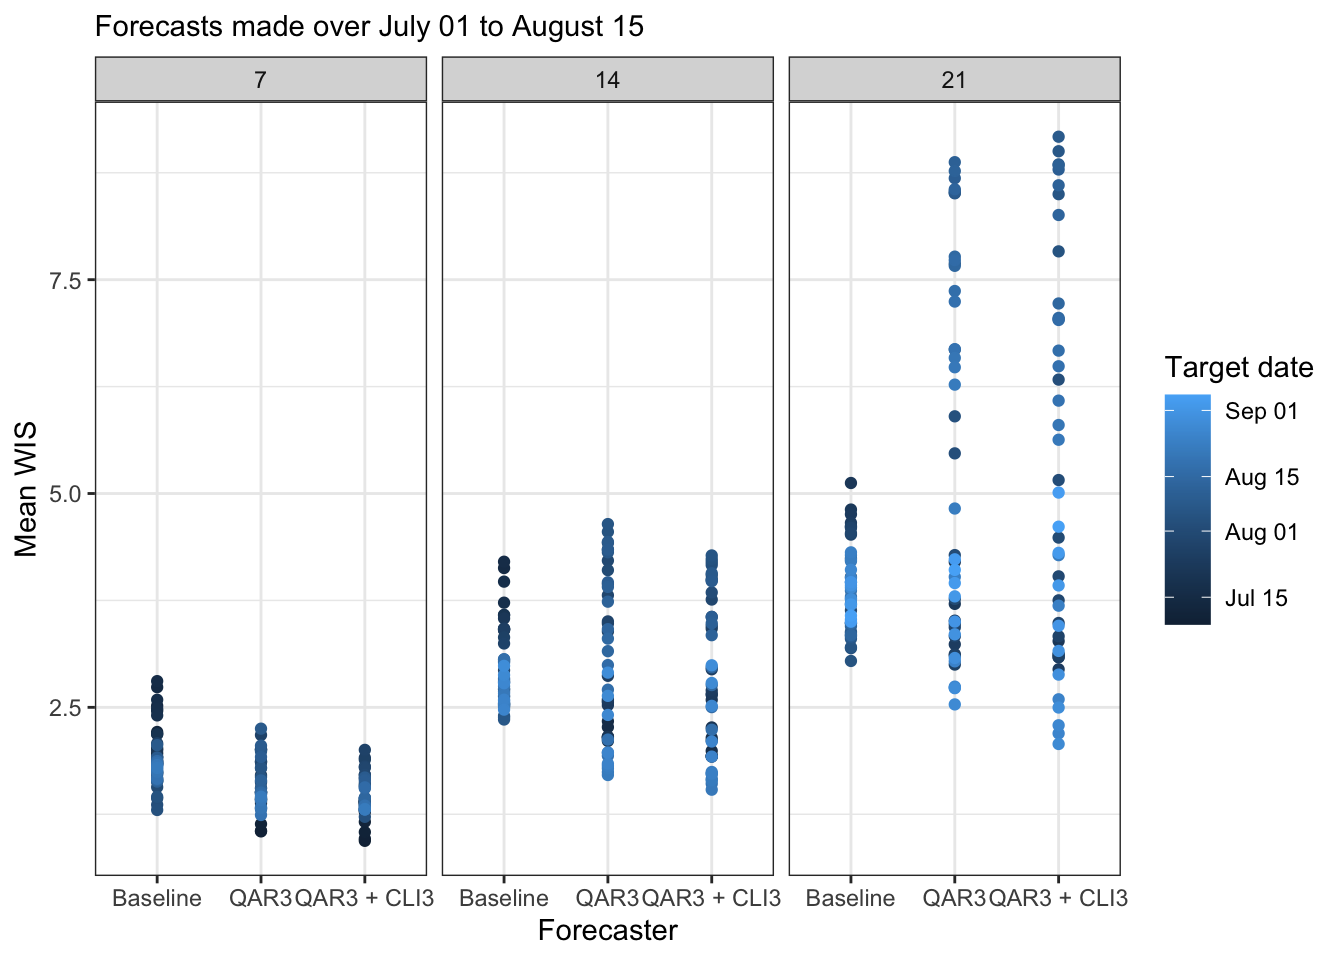 Forecasts made over July 01 to August 15
7 14 21
Mean WIS
7.5
5.0
2.5
Baseline QAR3 QAR3 + CLI3 Baseline QAR3 QAR3 + CLI3 Baseline QAR3 QAR3 + CLI3
Forecaster
Target date
Sep 01
Aug 15
Aug 01
Jul 15